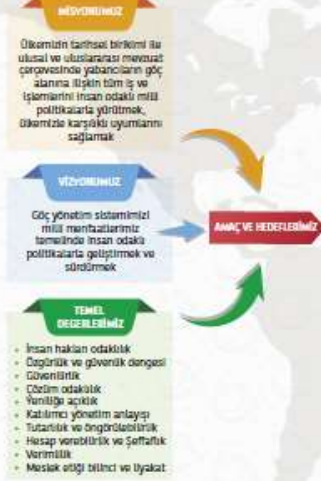 MİSYONUMUZ
Ülkemizin tarihsel birikimi ile
ulusal ve uluslararası mevzuat
çerçevesinde yabancıların göç
alanına ilişkin tüm iş ve
işlemlerini insan odaklı milli
politikalarla yürütmek,
ülkemizle karşılıklı uyumlarını
sağlamak
VİZYONUMUZ
Göç yönetim sistemimizi
milli menfaatlerimiz
temelinde insan odaklı
politikalarla geliştirmek ve
sürdürmek
AMAÇ VE HEDEFLERİMİZ
TEMEL
DEĞERLERİMİZ
• İnsan hakları odaklılık
• Özgürlük ve güvenlik dengesi
• Güvenilirlik
• Çözüm odaklılık
• Yeniliğe açıklık
• Katılımcı yönetim anlayışı
• Tutarlılık ve öngörülebilirlik
• Hesap verebilirlik ve Şeffaflık
• Verimlilik
• Meslek etiği bilinci ve liyakat